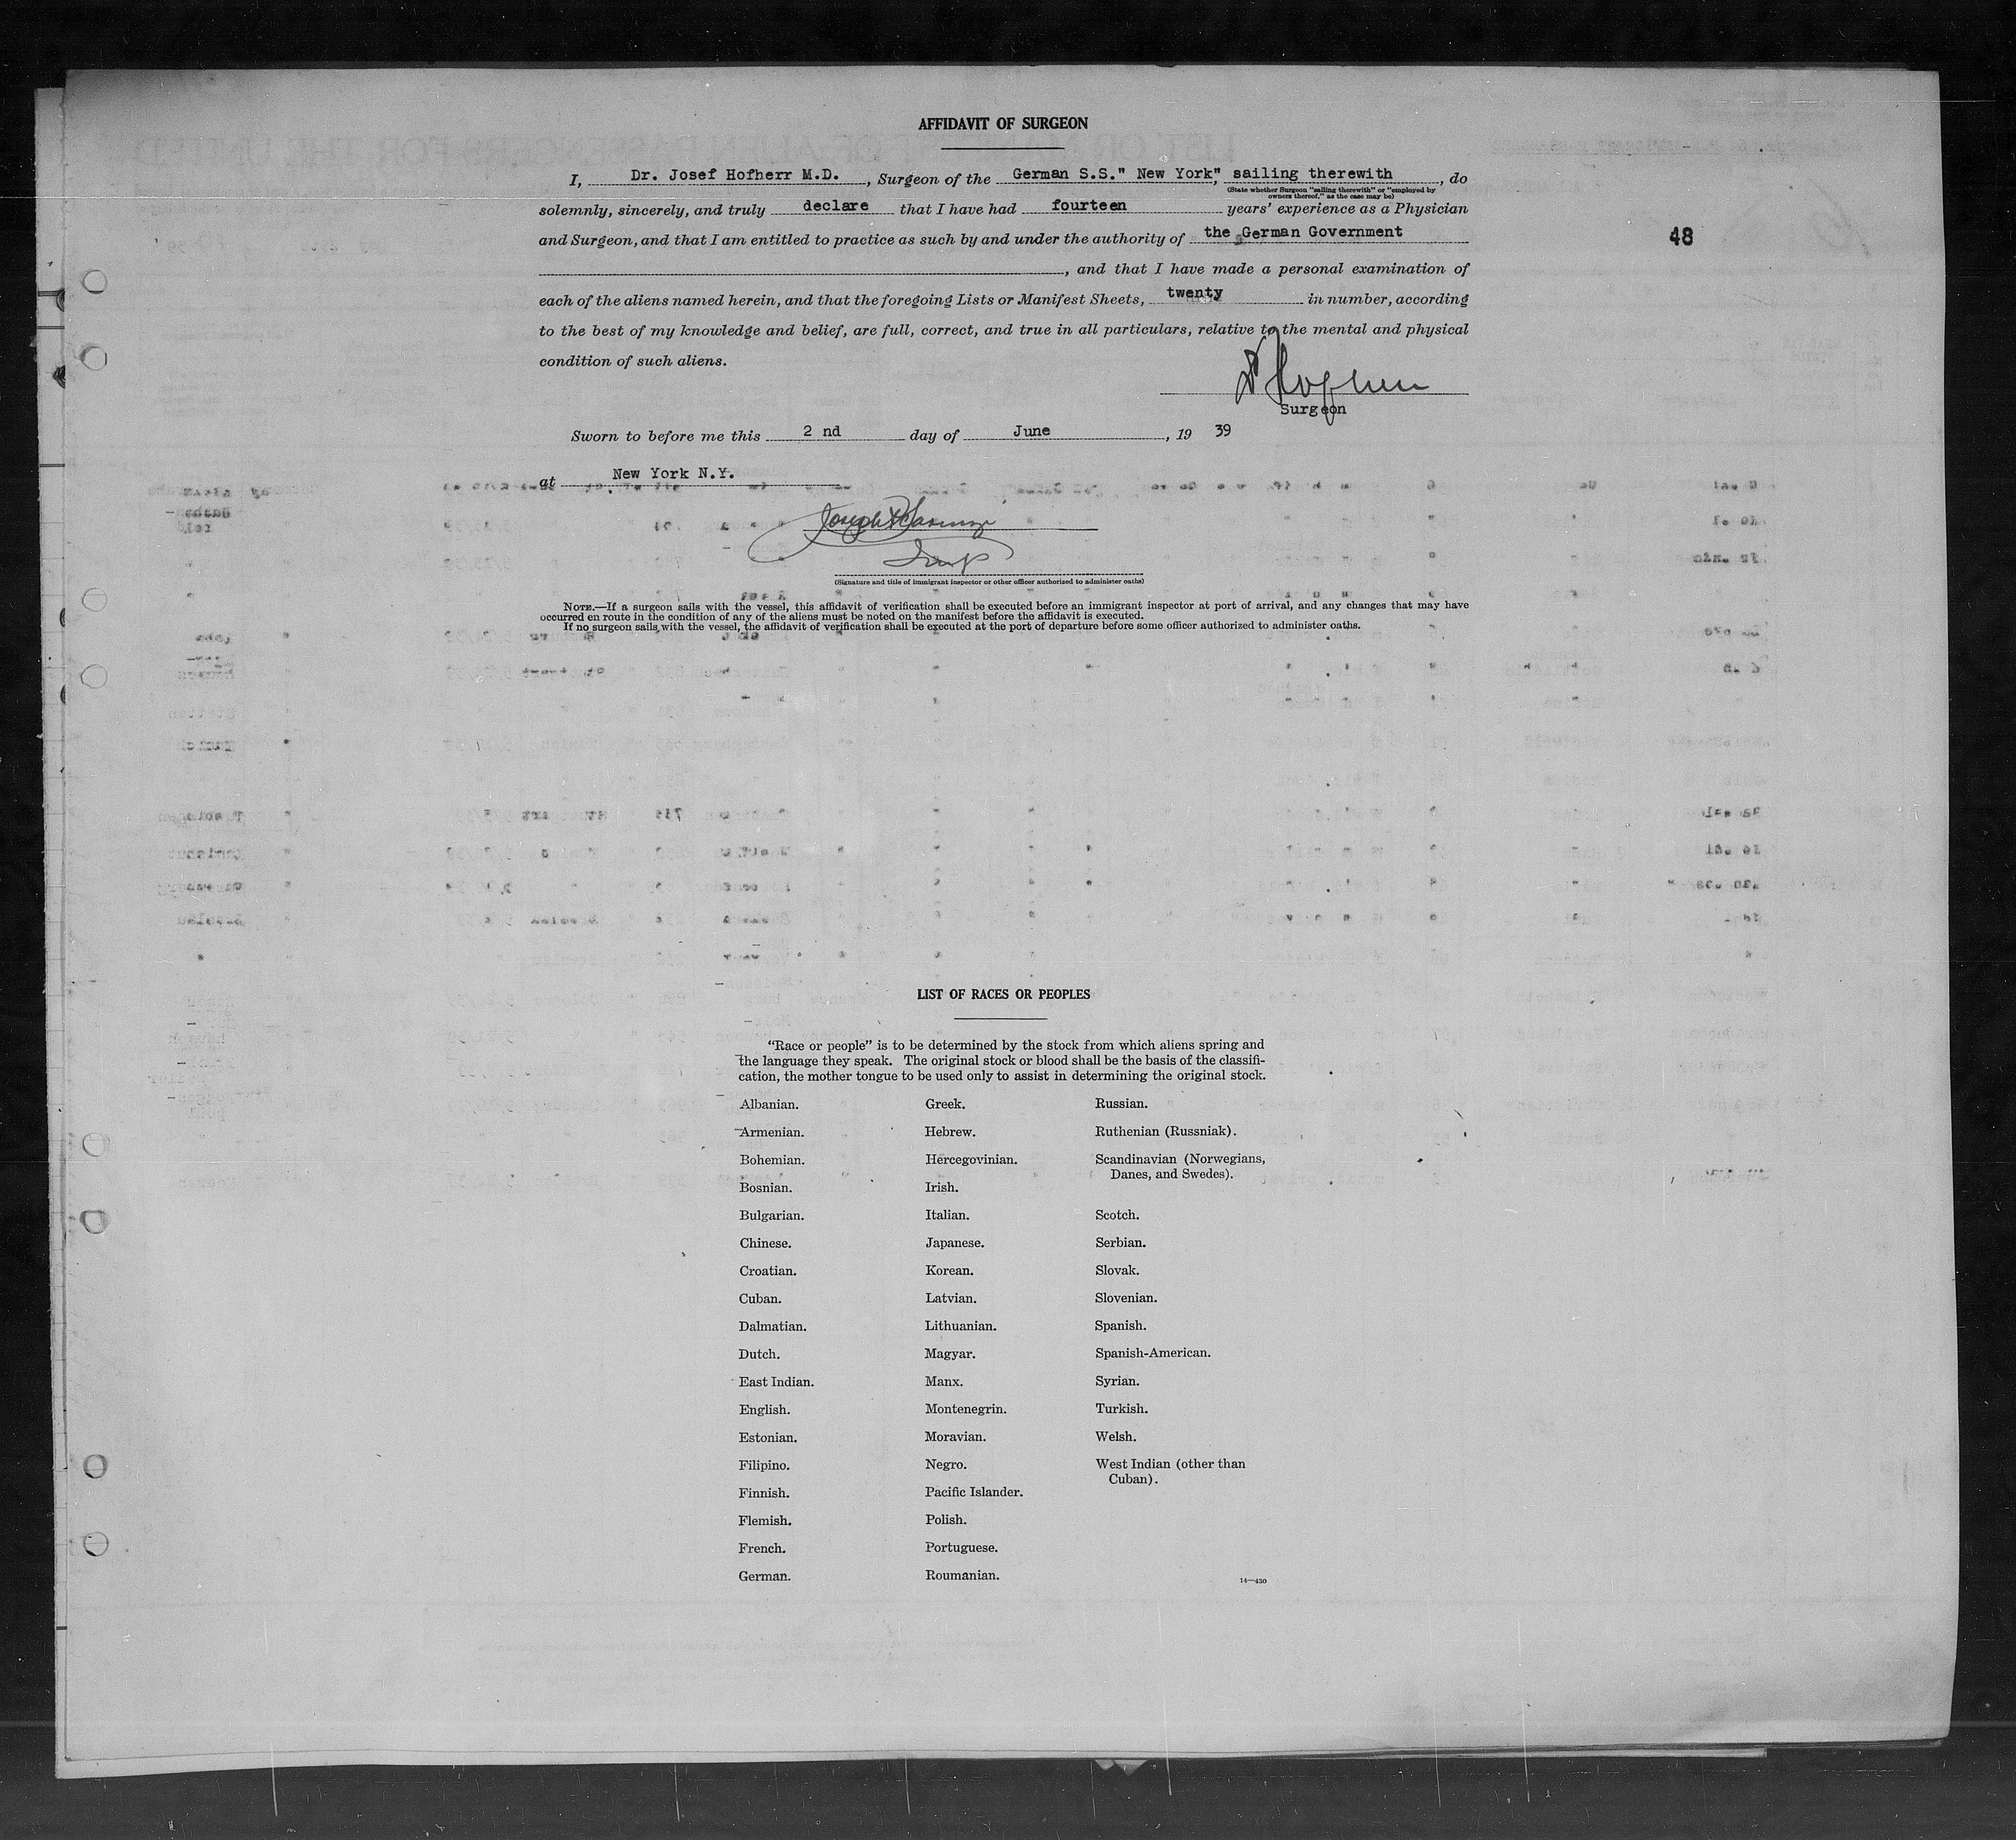 AFFIDAVIT OF SURGEON
I, Dr. Josef Hofherr M.D. , Surgeon of the German S.S." New York", sailing therewith , do
(State whether Surgeon "sailing therewith" or "employed by
owners thereof," as the case may be)
solemnly, sincerely, and truly declare that I have had fourteen years' experience as a Physician
and Surgeon, and that I am entitled to practice as such by and under the authority of the German Government
, and that I have made a personal examination of
48
each of the aliens named herein, and that the foregoing Lists or Manifest Sheets, twenty in number, according
to the best of my knowledge and belief, are full, correct, and true in all particulars, relative to the mental and physical
condition of such aliens.
Dr Hofherr
Surgeon
Sworn to before me this 2 nd day of June , 19 39
at New York N.Y.
Joseph
Insp
(Signature and title of immigrant inspector or other officer authorized to administer oaths)
NOTE.—If a surgeon sails with the vessel, this affidavit of verification shall be executed before an immigrant inspector at port of arrival, and any changes that may have
occurred en route in the condition of any of the aliens must be noted on the manifest before the affidavit is executed.
If no surgeon sails with the vessel, the affidavit of verification shall be executed at the port of departure before some officer authorized to administer oaths.
LIST OF RACES OR PEOPLES
"Race or people" is to be determined by the stock from which aliens spring and
the language they speak. The original stock or blood shall be the basis of the classifi-
cation, the mother tongue to be used only to assist in determining the original stock.
Albanian.
Armenian.
Bohemian.
Bosnian.
Bulgarian.
Chinese.
Croatian.
Cuban.
Dalmatian.
Dutch.
East Indian.
English.
Estonian.
Filipino.
Finnish.
Flemish.
French.
German.
Greek.
Hebrew.
Hercegovinian.
Irish.
Italian.
Japanese.
Korean.
Latvian.
Lithuanian.
Magyar.
Manx.
Montenegrin.
Moravian.
Negro.
Pacific Islander.
Polish.
Portuguese.
Roumanian.
Russian.
Ruthenian (Russniak).
Scandinavian (Norwegians,
Danes, and Swedes).
Scotch.
Serbian.
Slovak.
Slovenian.
Spanish.
Spanish-American.
Syrian.
Turkish.
Welsh.
West Indian (other than
Cuban).
14—430